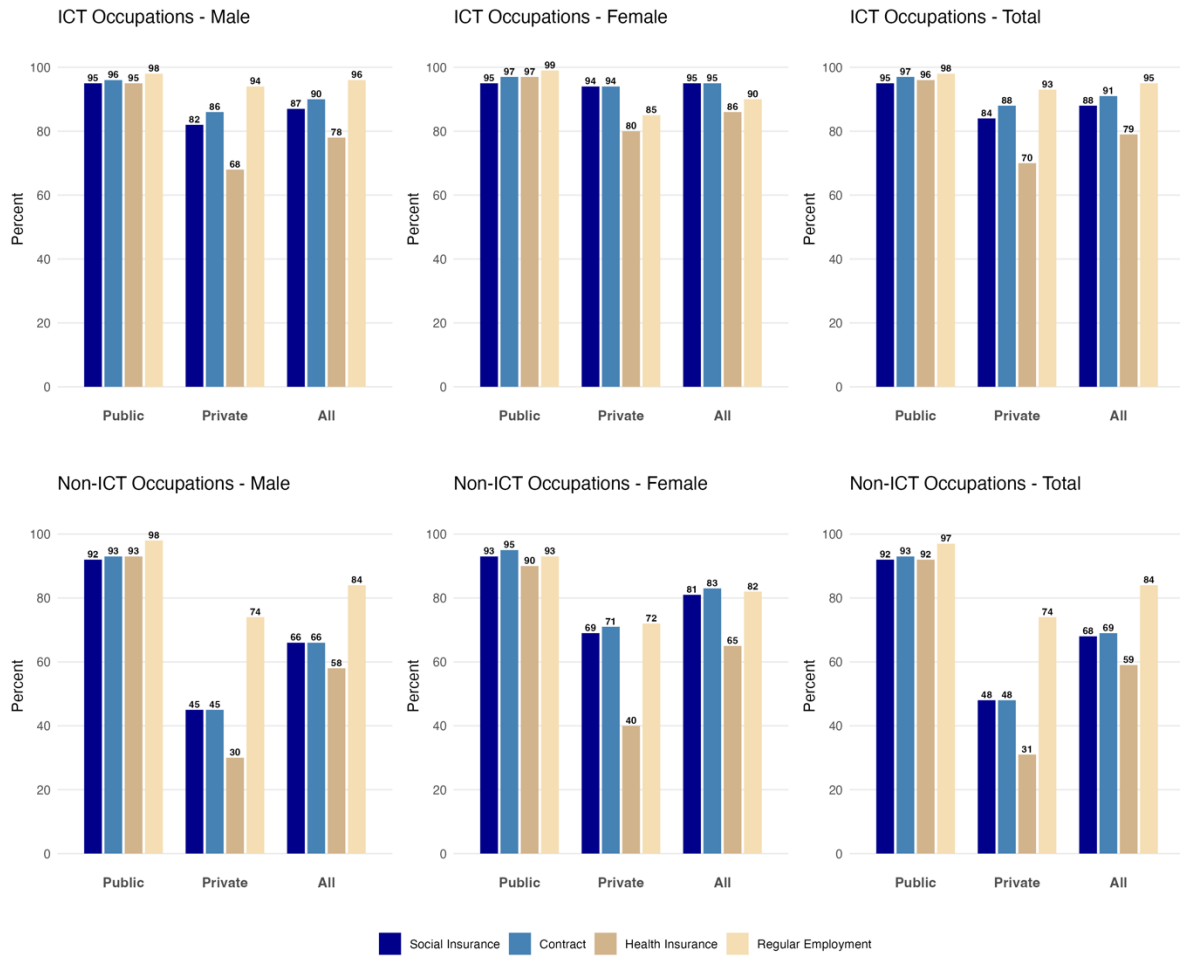 ICT Occupations - Male
ICT Occupations - Female
ICT Occupations - Total
Percent
100
80
60
40
20
0
95 96 95 98
82 86 68 94
87 90 78 96
Public Private All
Percent
100
80
60
40
20
0
95 97 97 99
94 94 80 85
95 95 86 90
Public Private All
Percent
100
80
60
40
20
0
95 97 96 98
84 88 70 93
88 91 79 95
Public Private All
Non-ICT Occupations - Male
Non-ICT Occupations - Female
Non-ICT Occupations - Total
Percent
100
80
60
40
20
0
92 93 93 98
45 45 30 74
66 66 58 84
Public Private All
Percent
100
80
60
40
20
0
93 95 90 93
69 71 40 72
81 83 65 82
Public Private All
Percent
100
80
60
40
20
0
92 93 92 97
48 48 31 74
68 69 59 84
Public Private All
Social Insurance Contract Health Insurance Regular Employment